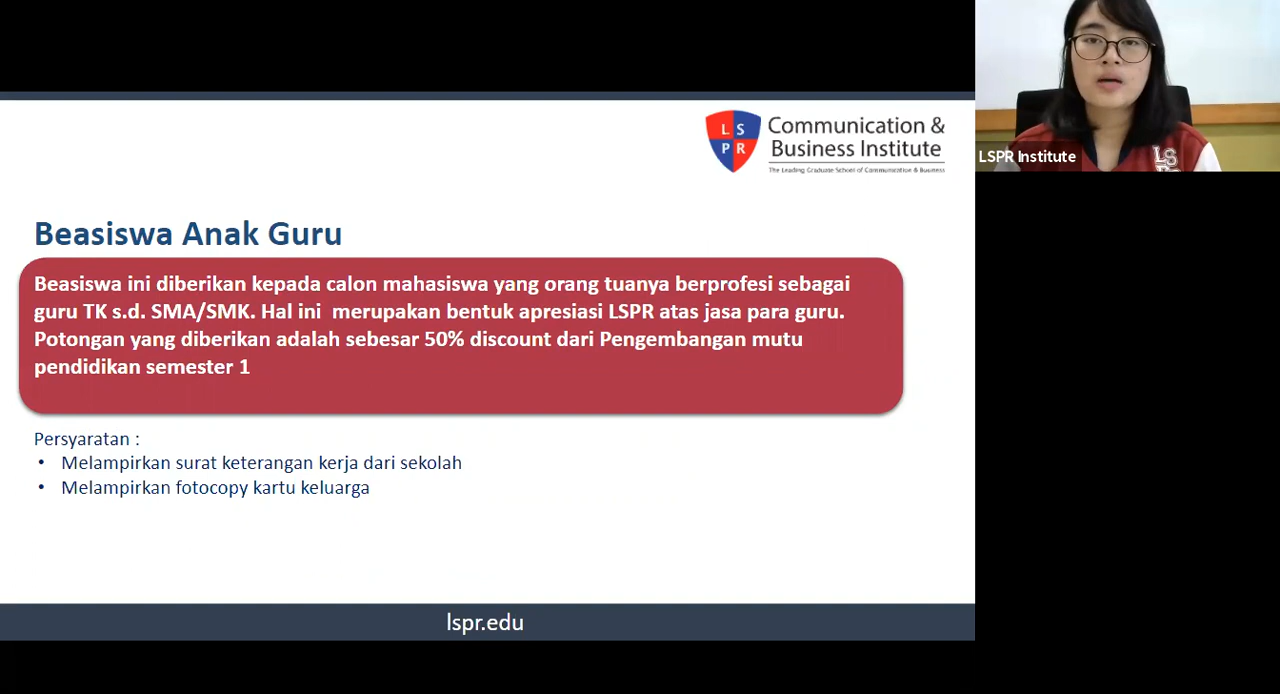 LSPR
Communication &
Business Institute
The Leading Graduate School of Communication & Business
Beasiswa Anak Guru
Beasiswa ini diberikan kepada calon mahasiswa yang orang tuanya berprofesi sebagai
guru TK s.d. SMA/SMK. Hal ini merupakan bentuk apresiasi LSPR atas jasa para guru.
Potongan yang diberikan adalah sebesar 50% discount dari Pengembangan mutu
pendidikan semester 1
Persyaratan :
• Melampirkan surat keterangan kerja dari sekolah
• Melampirkan fotocopy kartu keluarga
lspr.edu
LSPR Institute
LS